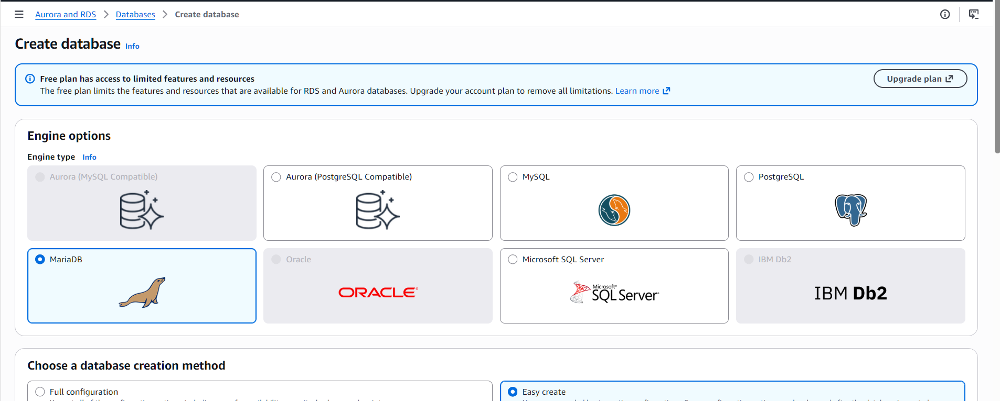 Aurora and RDS > Databases > Create database
Create database Info
Free plan has access to limited features and resources
Upgrade plan
The free plan limits the features and resources that are available for RDS and Aurora databases. Upgrade your account plan to remove all limitations. Learn more
Engine options
Engine type Info
Aurora (MySQL Compatible)
Aurora (PostgreSQL Compatible)
MySQL
PostgreSQL
MariaDB
Oracle
ORACLE
Microsoft SQL Server
Microsoft
SQL Server
IBM Db2
IBM Db2
Choose a database creation method
Full configuration
Easy create